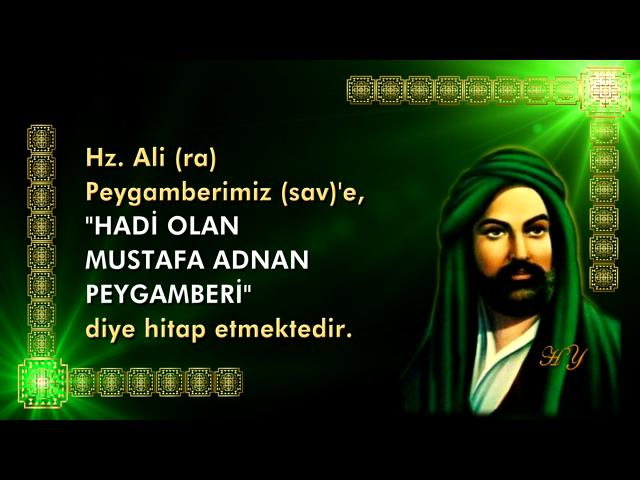 Hz. Ali (ra)
Peygamberimiz (sav)'e,
"HADİ OLAN
MUSTAFA ADNAN
PEYGAMBERİ"
diye hitap etmektedir.
HY